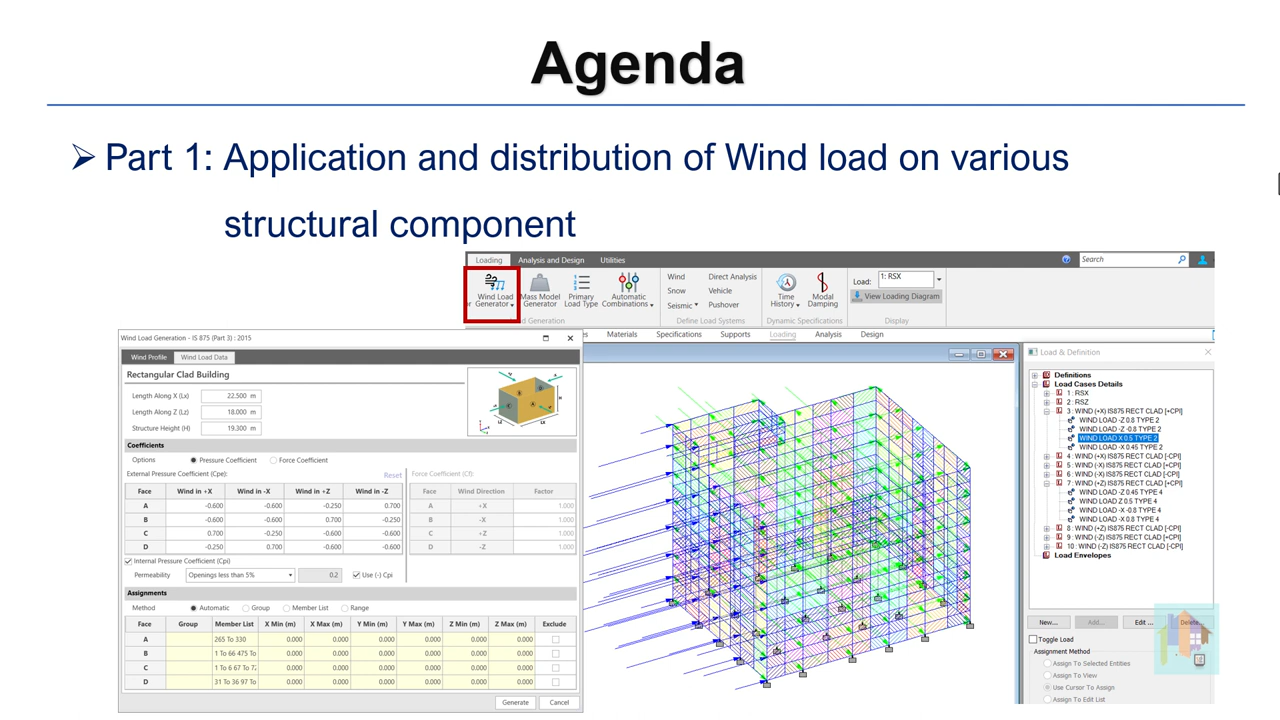 Agenda
Part 1: Application and distribution of Wind load on various
structural component
Loading Analysis and Design Utilities Search
Wind Load Generator Mass Model Generator Primary Load Type Automatic Combinations
Wind Direct Analysis
Snow Vehicle
Seismic Pushover
Time History Modal Damping
Load: 1: RSX
View Loading Diagram
Generation Define Load Systems Dynamic Specifications Display
Materials Specifications Supports Loading Analysis Design
Wind Load Generation - IS 875 (Part 3) : 2015
Wind Profile Wind Load Data
Rectangular Clad Building
Length Along X (Lx) 22.500 m
Length Along Z (Lz) 18.000 m
Structure Height (H) 19.300 m
Coefficients
Options Pressure Coefficient Force Coefficient
External Pressure Coefficient (Cpe): Reset Force Coefficient (Cf):
Face Wind in +X Wind in -X Wind in +Z Wind in -Z Face Wind Direction Factor
A -0.600 -0.600 -0.250 0.700 A +X 1.000
B -0.600 -0.600 0.700 -0.250 B -X 1.000
C 0.700 -0.250 -0.600 -0.600 C +Z 1.000
D -0.250 0.700 -0.600 -0.600 D -Z 1.000
Internal Pressure Coefficient (Cpi)
Permeability Openings less than 5% 0.2 Use (-) Cpi
Assignments
Method Automatic Group Member List Range
Face Group Member List X Min (m) X Max (m) Y Min (m) Y Max (m) Z Min (m) Z Max (m) Exclude
A 265 To 330 0.000 0.000 0.000 0.000 0.000 0.000
B 1 To 66 475 To 0.000 0.000 0.000 0.000 0.000 0.000
C 1 To 6 67 To 7 0.000 0.000 0.000 0.000 0.000 0.000
D 31 To 36 97 To 0.000 0.000 0.000 0.000 0.000 0.000
Generate Cancel
Load & Definition
Definitions
Load Cases Details
1 : RSX
2 : RSZ
3 : WIND (+X) IS875 RECT CLAD [+CPI]
WIND LOAD -Z 0.8 TYPE 2
WIND LOAD -Z -0.8 TYPE 2
WIND LOAD X 0.5 TYPE 2
WIND LOAD -X 0.45 TYPE 2
4 : WIND (+X) IS875 RECT CLAD [-CPI]
5 : WIND (-X) IS875 RECT CLAD [+CPI]
6 : WIND (-X) IS875 RECT CLAD [-CPI]
7 : WIND (+Z) IS875 RECT CLAD [+CPI]
WIND LOAD -Z 0.45 TYPE 4
WIND LOAD Z 0.5 TYPE 4
WIND LOAD -X -0.8 TYPE 4
WIND LOAD -X 0.8 TYPE 4
8 : WIND (+Z) IS875 RECT CLAD [-CPI]
9 : WIND (-Z) IS875 RECT CLAD [+CPI]
10 : WIND (-Z) IS875 RECT CLAD [-CPI]
Load Envelopes
New... Add... Edit ... Delete...
Toggle Load
Assignment Method
Assign To Selected Entities
Assign To View
Use Cursor To Assign
Assign To Edit List